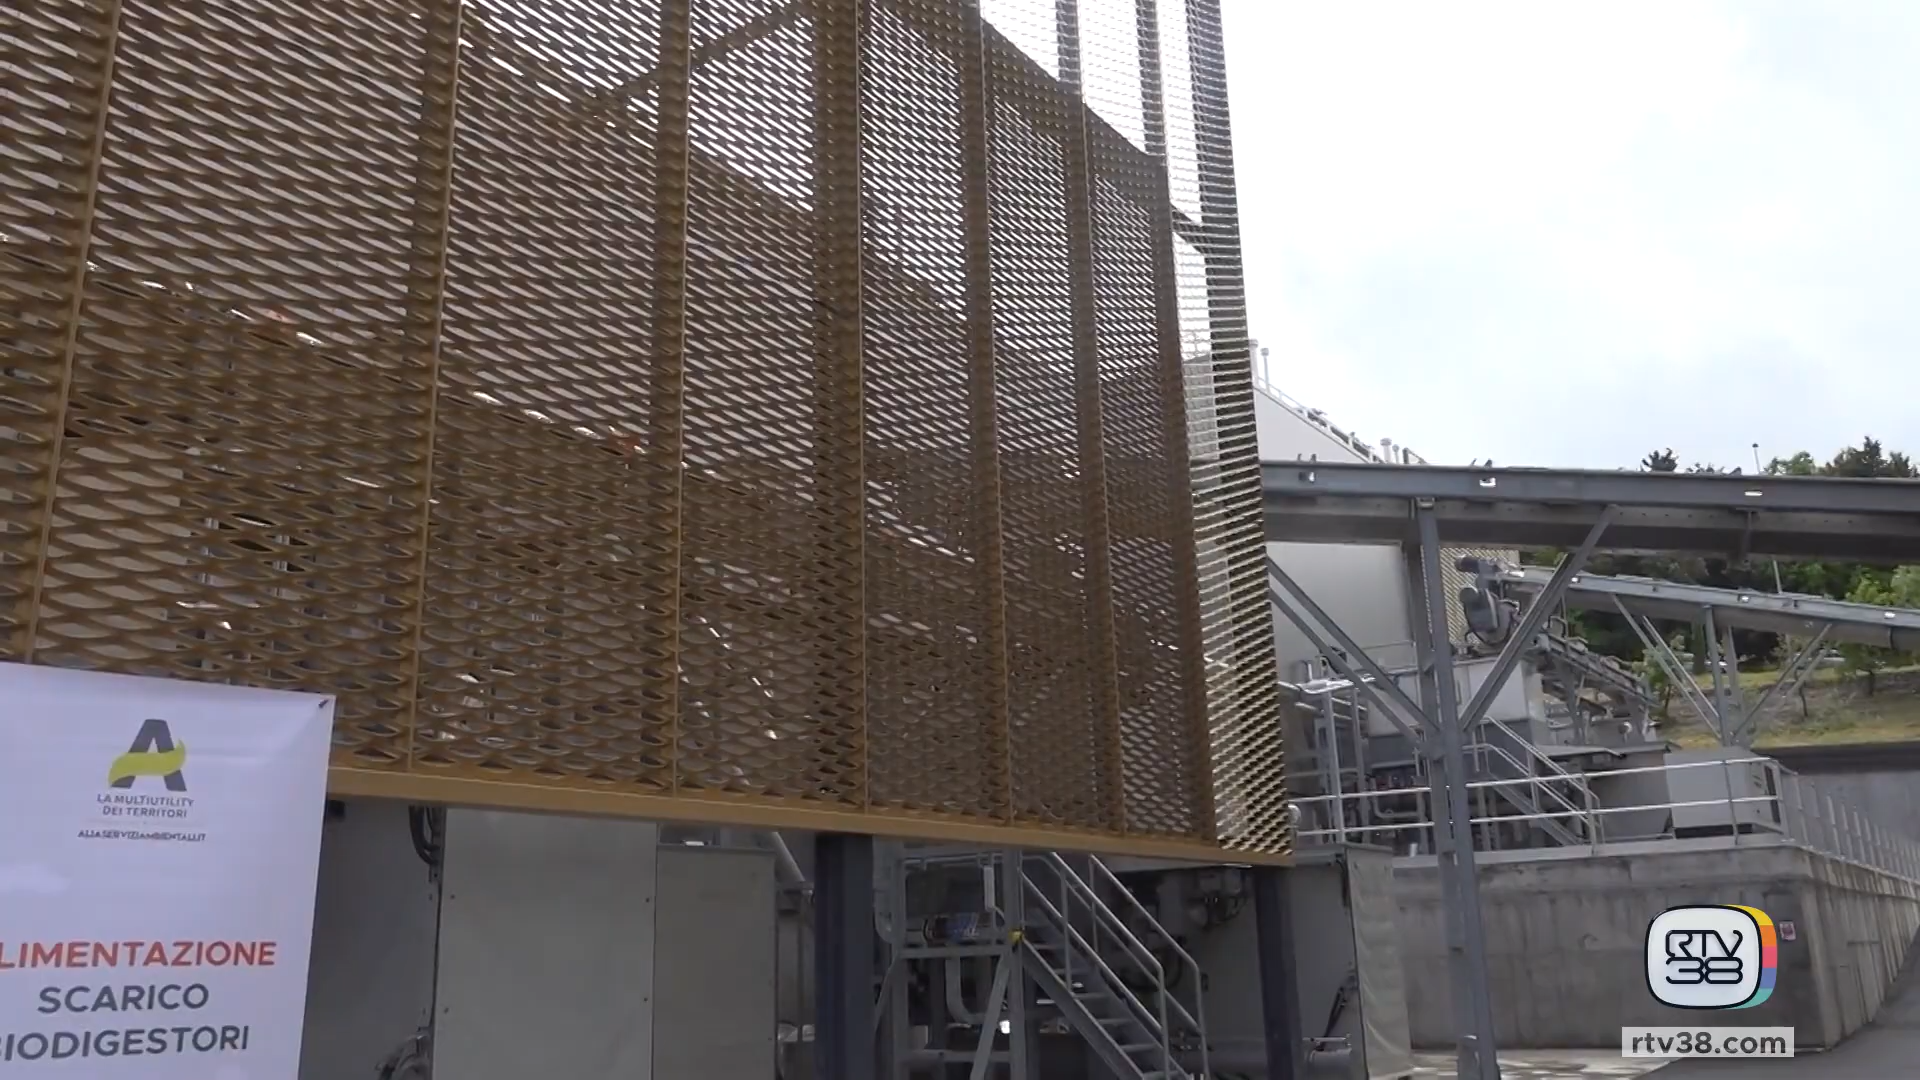 LA MULTIUTILITY
DEI TERRITORI
ALIASERVIZIAMBIENTALI.IT
LIMENTAZIONE
SCARICO
IODIGESTORI
RTV
38
rtv38.com